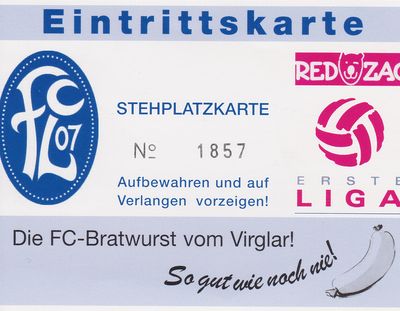 Eintrittskarte
FC
L07
RED ZAC
STEHPLATZKARTE
Nº 1857
Aufbewahren und auf
Verlangen vorzeigen!
ERSTE
LIGA
Die FC-Bratwurst vom Virglar!
So gut wie noch nie!